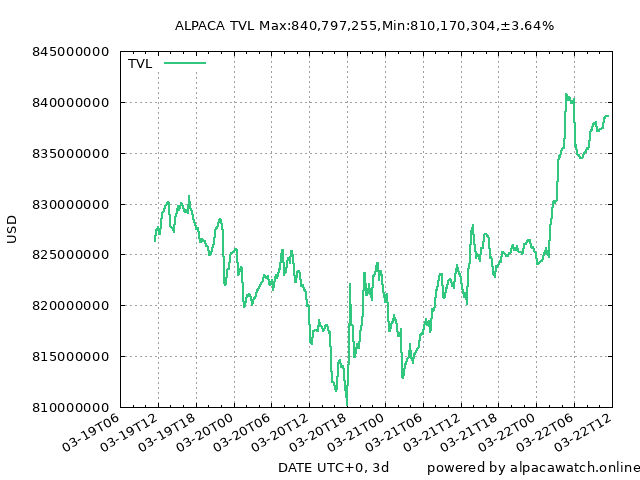 ALPACA TVL Max:840,797,255,Min:810,170,304,±3.64%
TVL
845000000
840000000
835000000
830000000
825000000
820000000
815000000
810000000
USD
03-19T06
03-19T12
03-19T18
03-20T00
03-20T06
03-20T12
03-20T18
03-21T00
03-21T06
03-21T12
03-21T18
03-22T00
03-22T06
03-22T12
DATE UTC+0, 3d
powered by alpacawatch.online